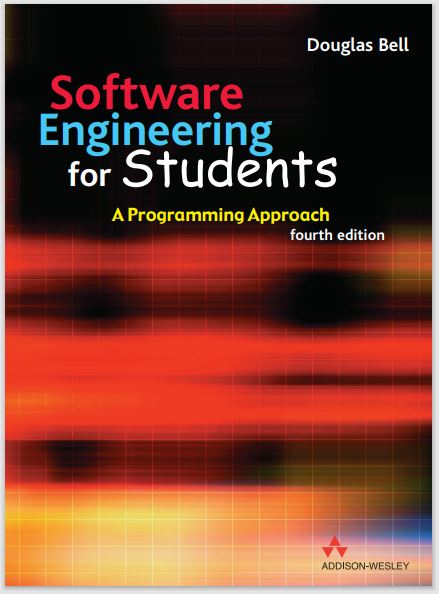 Douglas Bell
Software
Engineering
for Students
A Programming Approach
fourth edition
ADDISON-WESLEY